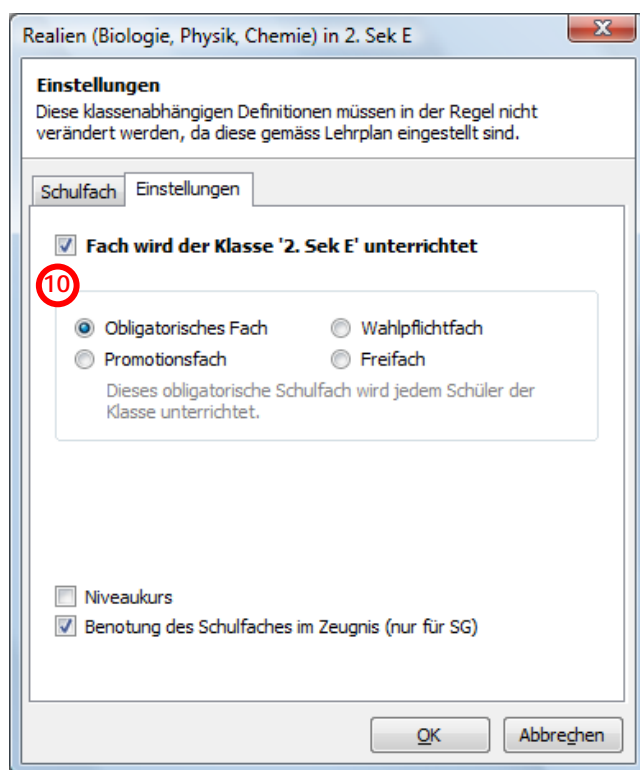 Realien (Biologie, Physik, Chemie) in 2. Sek E
X
Einstellungen
Diese klassenabhängigen Definitionen müssen in der Regel nicht
verändert werden, da diese gemäss Lehrplan eingestellt sind.
Schulfach Einstellungen
Fach wird der Klasse '2. Sek E' unterrichtet
10
Obligatorisches Fach Wahlpflichtfach
Promotionsfach Freifach
Dieses obligatorische Schulfach wird jedem Schüler der
Klasse unterrichtet.
Niveaukurs
Benotung des Schulfaches im Zeugnis (nur für SG)
OK Abbrechen